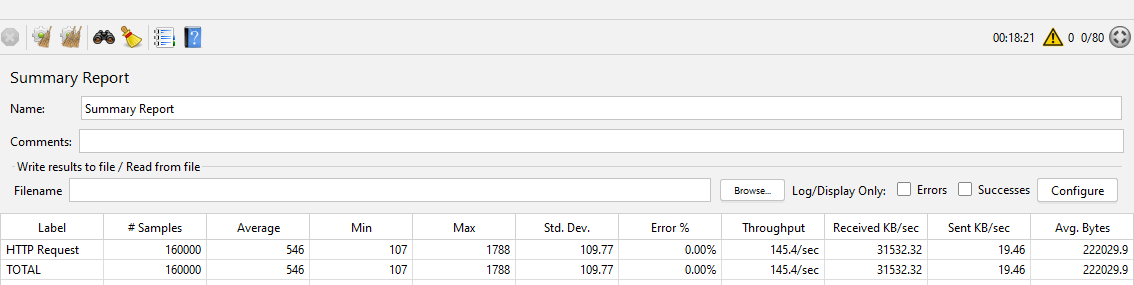 00:18:21 0 0/80
Summary Report
Name: Summary Report
Comments:
Write results to file / Read from file
Filename Browse... Log/Display Only: Errors Successes Configure
Label # Samples Average Min Max Std. Dev. Error % Throughput Received KB/sec Sent KB/sec Avg. Bytes
HTTP Request 160000 546 107 1788 109.77 0.00% 145.4/sec 31532.32 19.46 222029.9
TOTAL 160000 546 107 1788 109.77 0.00% 145.4/sec 31532.32 19.46 222029.9